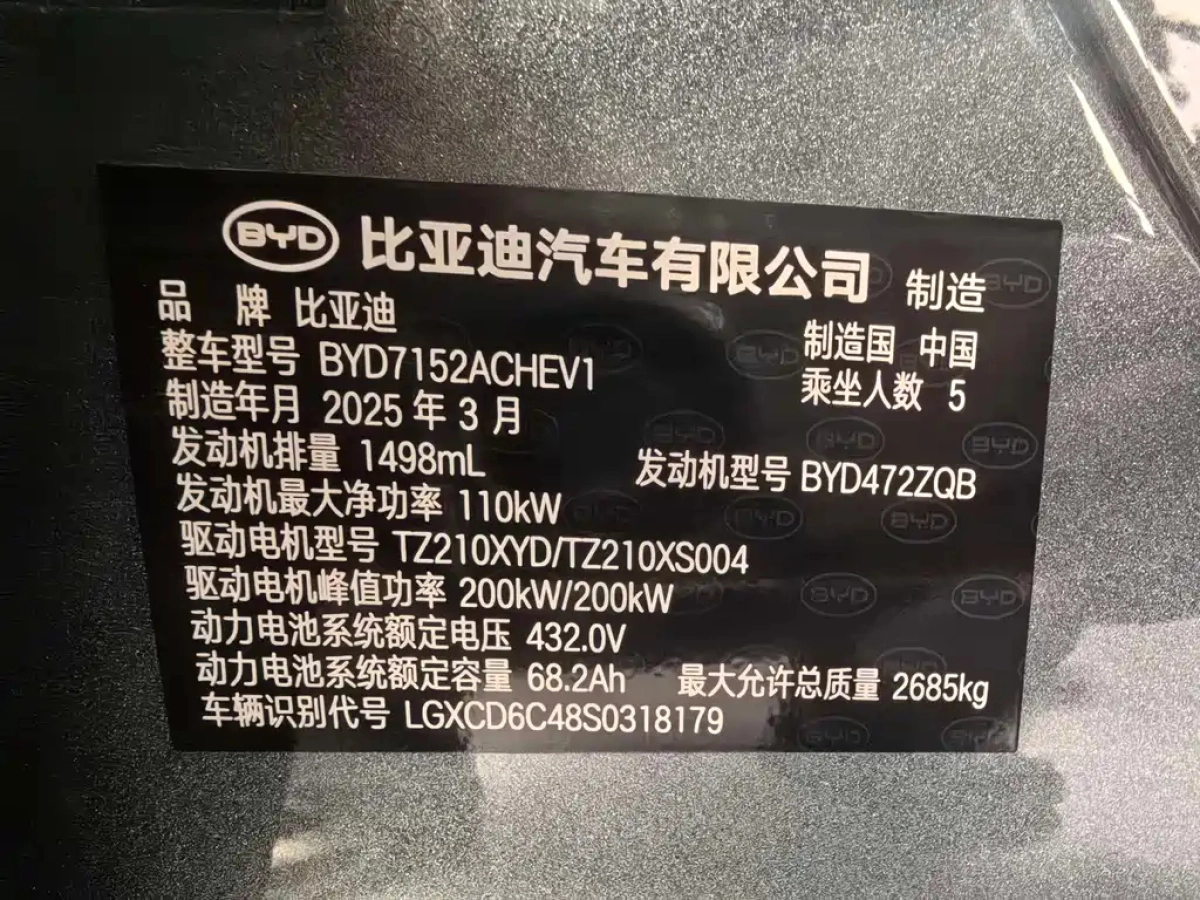 BYD 比亚迪汽车有限公司 制造
品 牌 比亚迪
制造国 中国
整车型号 BYD7152ACHEV1
乘坐人数 5
制造年月 2025 年 3 月
发动机排量 1498mL
发动机型号 BYD472ZQB
发动机最大净功率 110kW
驱动电机型号 TZ210XYD/TZ210XS004
驱动电机峰值功率 200kW/200kW
动力电池系统额定电压 432.0V
动力电池系统额定容量 68.2Ah 最大允许总质量 2685kg
车辆识别代号 LGXCD6C48S0318179